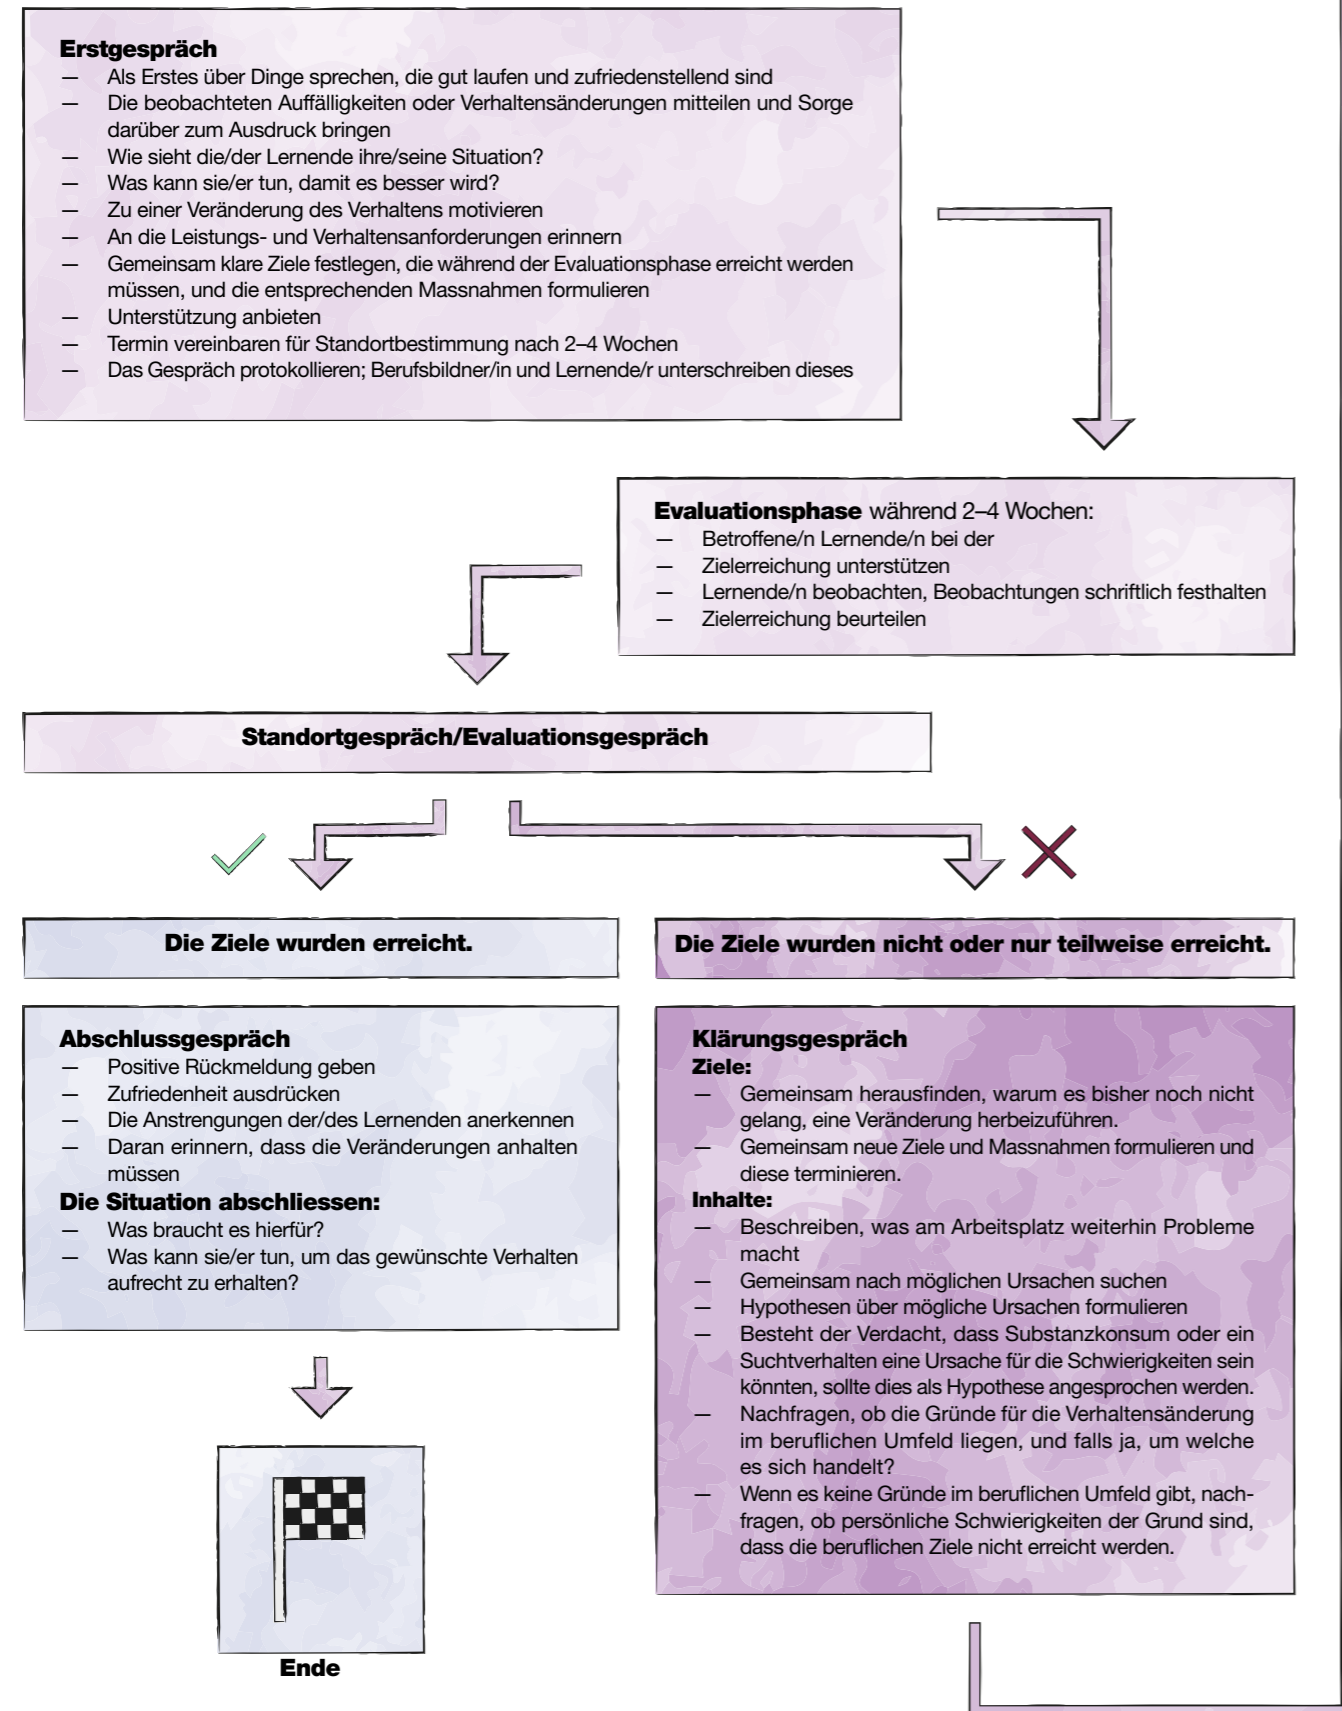 Erstgespräch
— Als Erstes über Dinge sprechen, die gut laufen und zufriedenstellend sind
— Die beobachteten Auffälligkeiten oder Verhaltensänderungen mitteilen und Sorge
darüber zum Ausdruck bringen
— Wie sieht die/der Lernende ihre/seine Situation?
— Was kann sie/er tun, damit es besser wird?
— Zu einer Veränderung des Verhaltens motivieren
— An die Leistungs- und Verhaltensanforderungen erinnern
— Gemeinsam klare Ziele festlegen, die während der Evaluationsphase erreicht werden
müssen, und die entsprechenden Massnahmen formulieren
— Unterstützung anbieten
— Termin vereinbaren für Standortbestimmung nach 2–4 Wochen
— Das Gespräch protokollieren; Berufsbildner/in und Lernende/r unterschreiben dieses
Evaluationsphase während 2–4 Wochen:
— Betroffene/n Lernende/n bei der
— Zielerreichung unterstützen
— Lernende/n beobachten, Beobachtungen schriftlich festhalten
— Zielerreichung beurteilen
Standortgespräch/Evaluationsgespräch
Die Ziele wurden erreicht.
Abschlussgespräch
— Positive Rückmeldung geben
— Zufriedenheit ausdrücken
— Die Anstrengungen der/des Lernenden anerkennen
— Daran erinnern, dass die Veränderungen anhalten
müssen
Die Situation abschliessen:
— Was braucht es hierfür?
— Was kann sie/er tun, um das gewünschte Verhalten
aufrecht zu erhalten?
Ende
Die Ziele wurden nicht oder nur teilweise erreicht.
Klärungsgespräch
Ziele:
— Gemeinsam herausfinden, warum es bisher noch nicht
gelang, eine Veränderung herbeizuführen.
— Gemeinsam neue Ziele und Massnahmen formulieren und
diese terminieren.
Inhalte:
— Beschreiben, was am Arbeitsplatz weiterhin Probleme
macht
— Gemeinsam nach möglichen Ursachen suchen
— Hypothesen über mögliche Ursachen formulieren
— Besteht der Verdacht, dass Substanzkonsum oder ein
Suchtverhalten eine Ursache für die Schwierigkeiten sein
könnten, sollte dies als Hypothese angesprochen werden.
— Nachfragen, ob die Gründe für die Verhaltensänderung
im beruflichen Umfeld liegen, und falls ja, um welche
es sich handelt?
— Wenn es keine Gründe im beruflichen Umfeld gibt, nach-
fragen, ob persönliche Schwierigkeiten der Grund sind,
dass die beruflichen Ziele nicht erreicht werden.